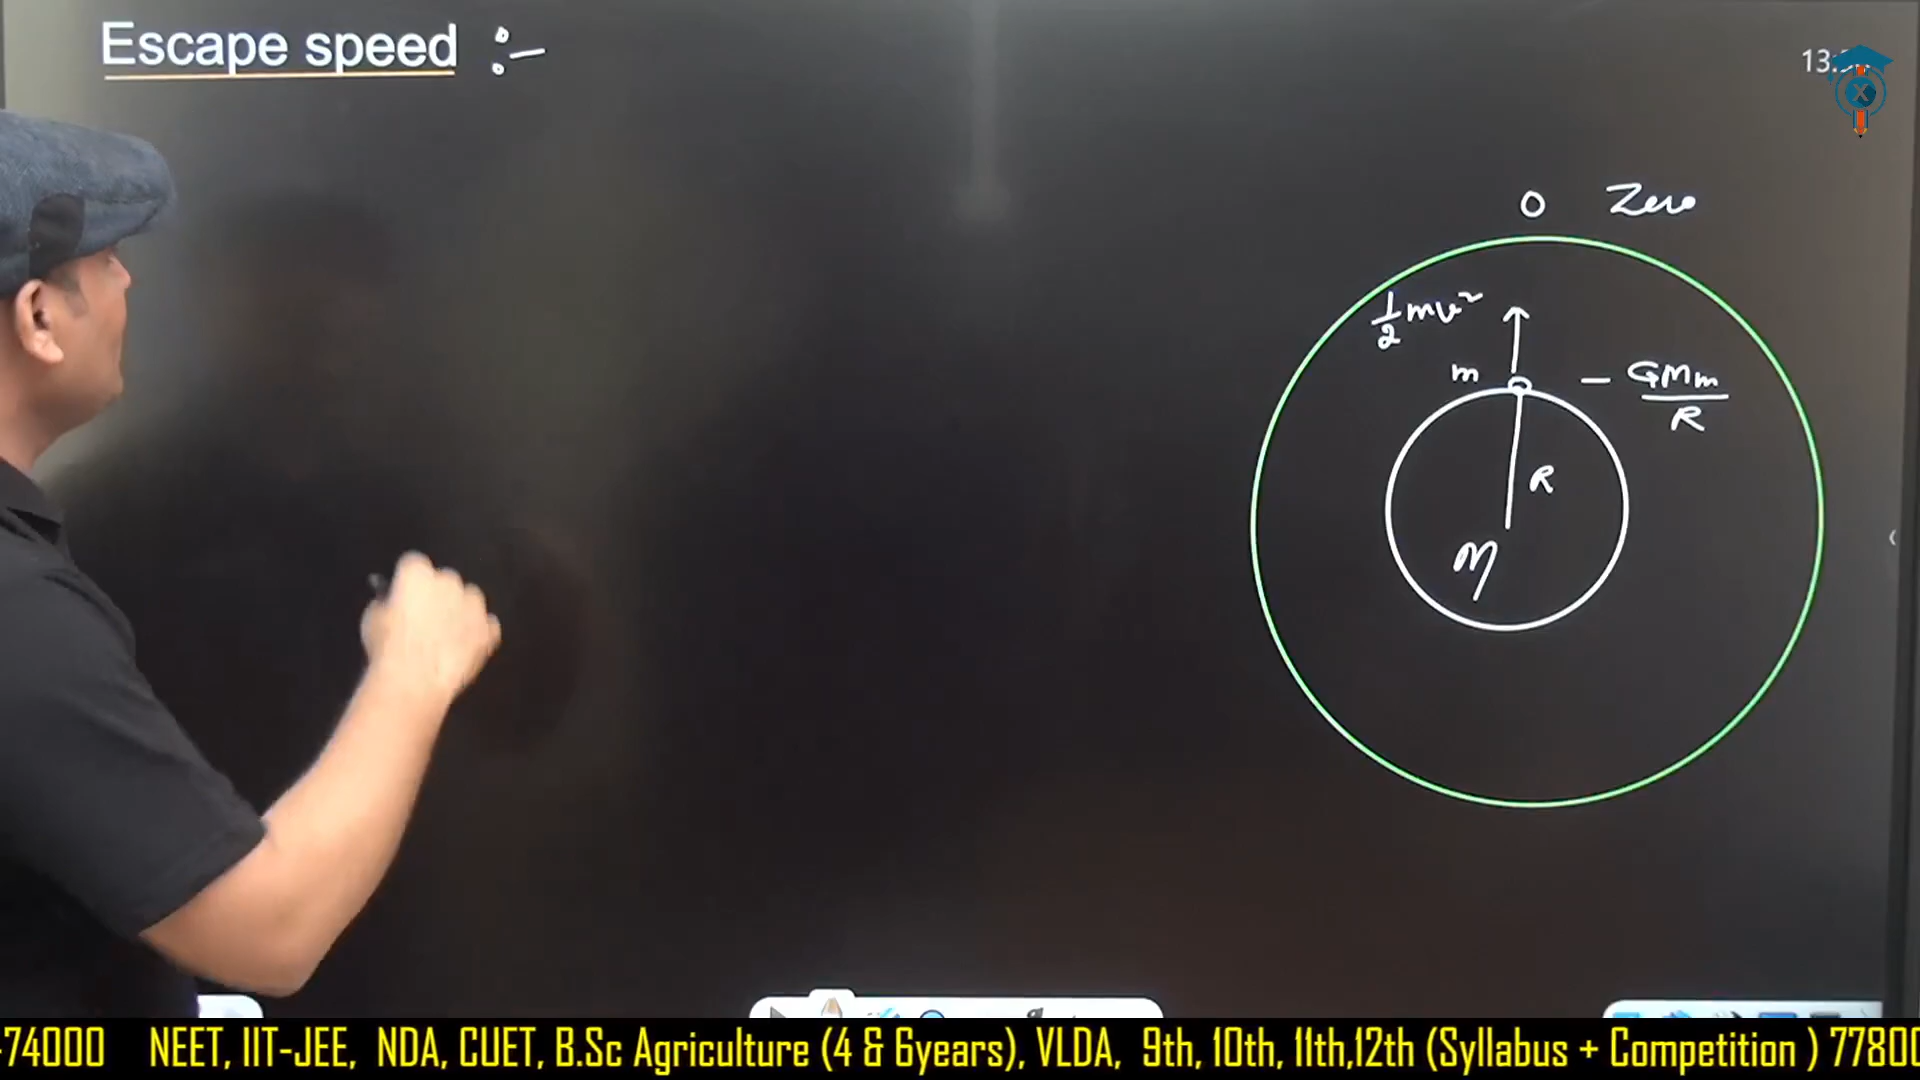 Escape speed :-
13:5
X
0 Zero
1/2 mv²
m
- GMm/R
R
M
74000 NEET, IIT-JEE, NDA, CUET, B.Sc Agriculture (4 & 6years), VLDA, 9th, 10th, 11th,12th (Syllabus + Competition ) 77800